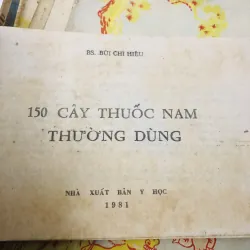 BS. BÙI CHÍ HIẾU
150 CÂY THUỐC NAM
THƯỜNG DÙNG
NHÀ XUẤT BẢN Y HỌC
1981